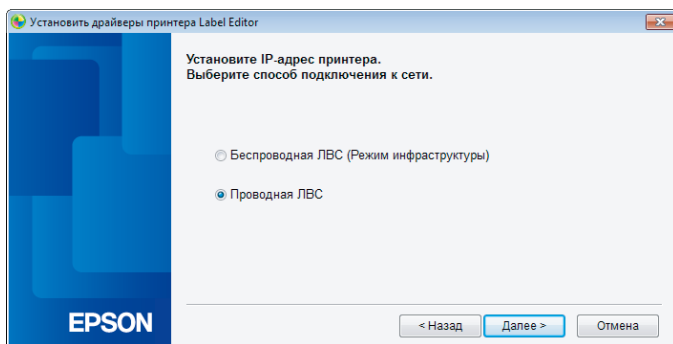 Установить драйверы принтера Label Editor
Установите IP-адрес принтера.
Выберите способ подключения к сети.
Беспроводная ЛВС (Режим инфраструктуры)
Проводная ЛВС
EPSON
< Назад
Далее >
Отмена